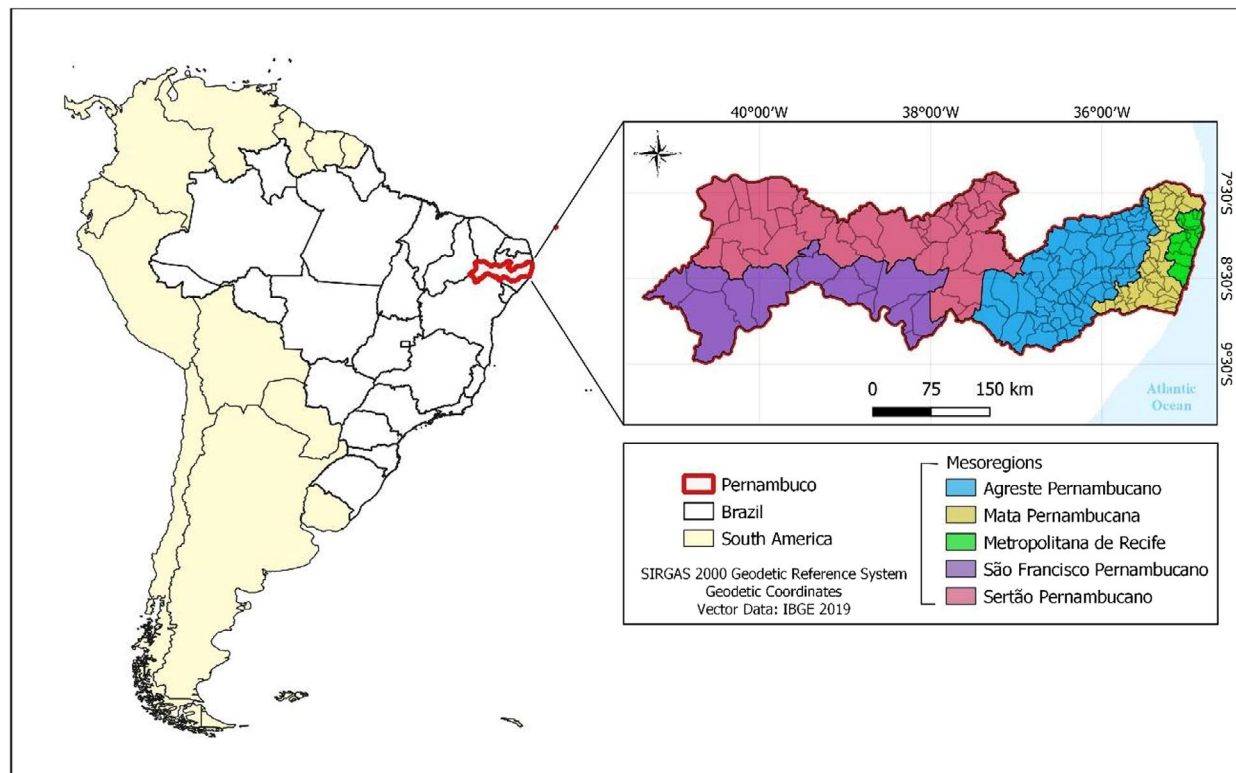 40°00'W 38°00'W 36°00'W
7°30'S
8°30'S
9°30'S
0 75 150 km
Atlantic
Ocean
Pernambuco
Brazil
South America
SIRGAS 2000 Geodetic Reference System
Geodetic Coordinates
Vector Data: IBGE 2019
Mesoregions
Agreste Pernambucano
Mata Pernambucana
Metropolitana de Recife
São Francisco Pernambucano
Sertão Pernambucano